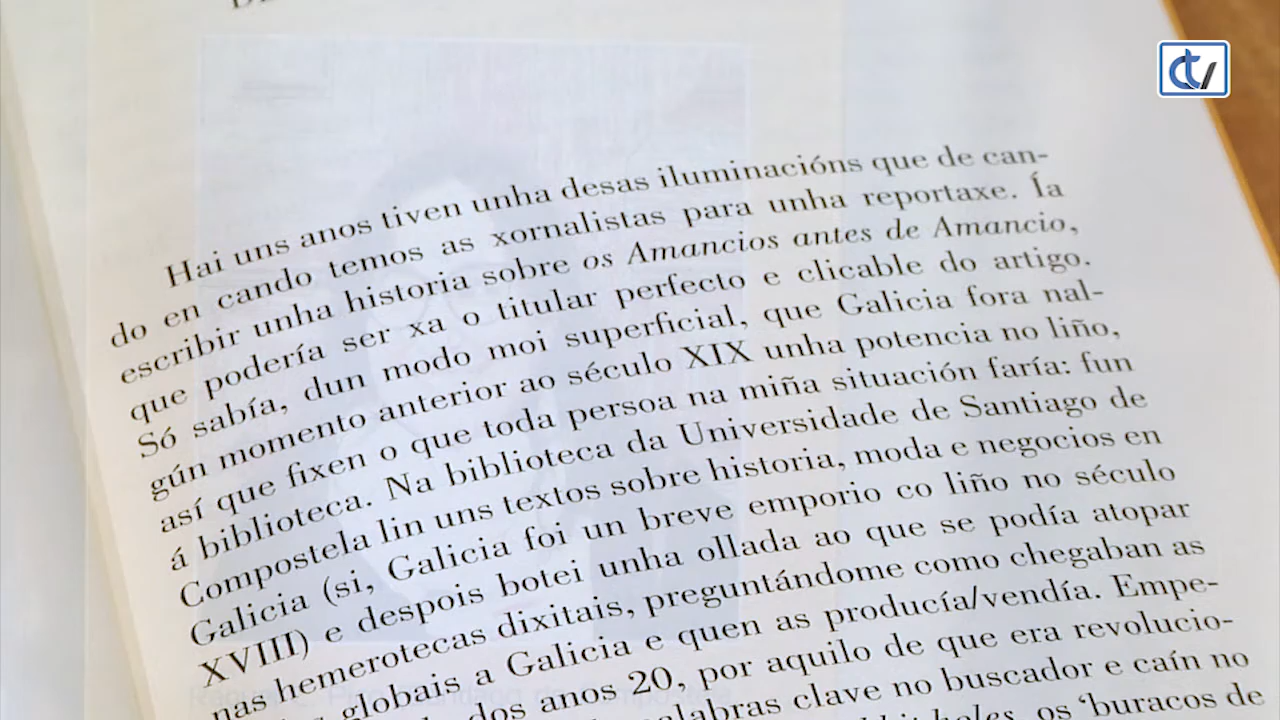 Hai uns anos tiven unha desas iluminacións que de can-
do en cando temos as xornalistas para unha reportaxe. Ía
escribir unha historia sobre os Amancios antes de Amancio,
que podería ser xa o titular perfecto e clicable do artigo.
Só sabía, dun modo moi superficial, que Galicia fora nal-
gún momento anterior ao século XIX unha potencia no liño,
así que fixen o que toda persoa na miña situación faría: fun
á biblioteca. Na biblioteca da Universidade de Santiago de
Compostela lin uns textos sobre historia, moda e negocios en
Galicia (si, Galicia foi un breve emporio co liño no século
XVIII) e despois botei unha ollada ao que se podía atopar
nas hemerotecas dixitais, preguntándome como chegaban as
globais a Galicia e quen as producía/vendía. Empe-
dos anos 20, por aquilo de que era revolucio-
palabras clave no buscador e caín no
holes, os ‘buracos de